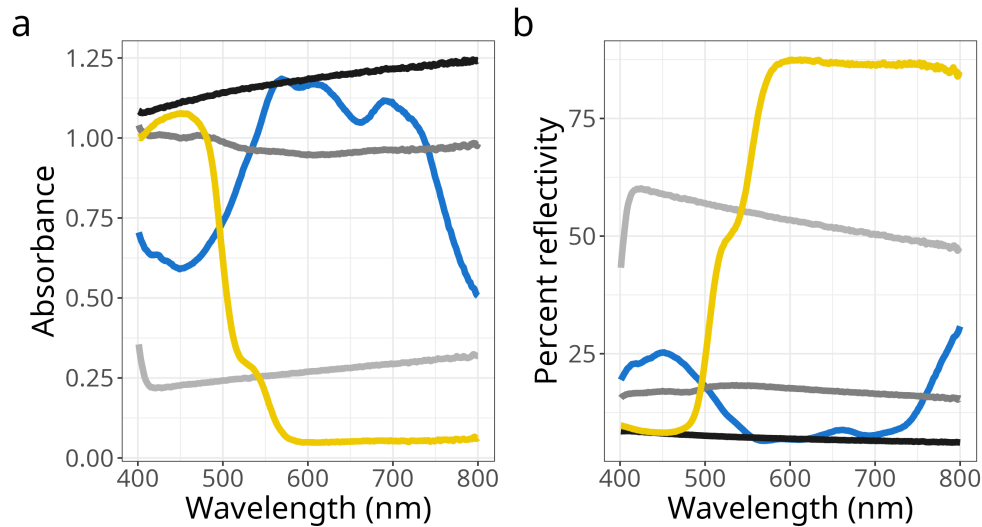 a
b
Absorbance
1.25
1.00
0.75
0.50
0.25
0.00
400 500 600 700 800
Wavelength (nm)
Percent reflectivity
75
50
25
400 500 600 700 800
Wavelength (nm)